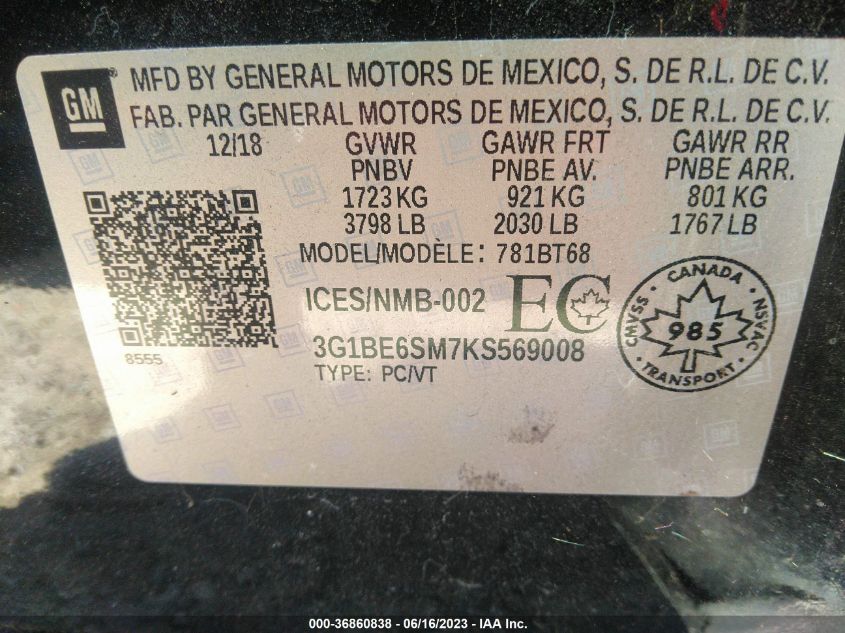 GM
MFD BY GENERAL MOTORS DE MEXICO, S. DE R.L. DE C.V.
FAB. PAR GENERAL MOTORS DE MEXICO, S. DE R.L. DE C.V.
12/18 GVWR GAWR FRT GAWR RR
PNBV PNBE AV. PNBE ARR.
1723 KG 921 KG 801 KG
3798 LB 2030 LB 1767 LB
MODEL/MODÈLE: 781BT68
ICES/NMB-002 EC
CANADA
CMVSS 985 NSVAC
TRANSPORT
8555
3G1BE6SM7KS569008
TYPE: PC/VT
000-36860838 - 06/16/2023 - IAA Inc.